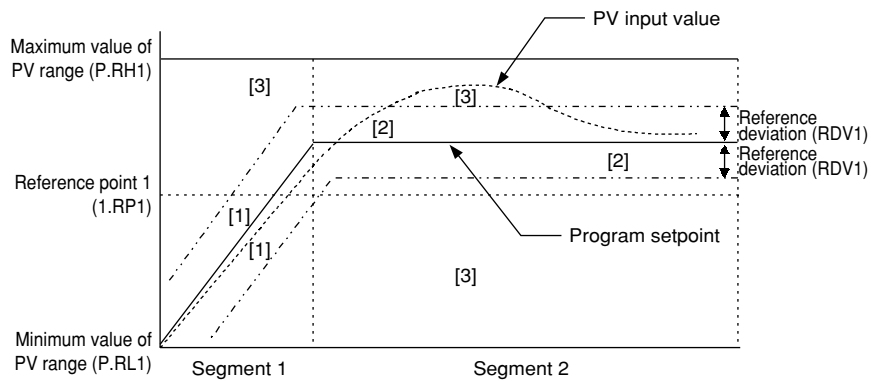 PV input value
Maximum value of
PV range (P.RH1)
[3]
[3]
Reference
deviation (RDV1)
[2]
Reference
deviation (RDV1)
[2]
Reference point 1
(1.RP1)
[1]
[1]
Program setpoint
[3]
Minimum value of
PV range (P.RL1)
Segment 1
Segment 2